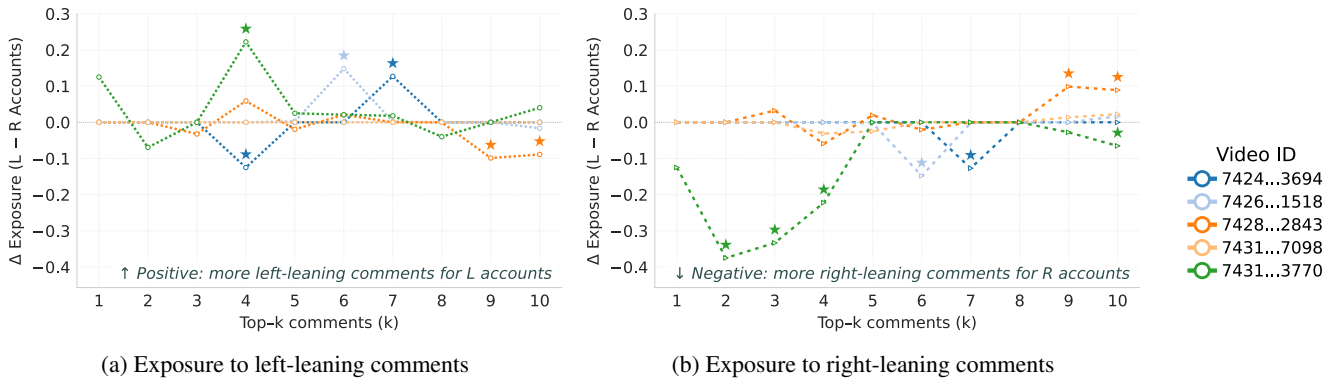 Δ Exposure (L − R Accounts)
0.3
0.2
0.1
0.0
−0.1
−0.2
−0.3
−0.4
↑ Positive: more left-leaning comments for L accounts
1 2 3 4 5 6 7 8 9 10
Top–k comments (k)
(a) Exposure to left-leaning comments
Δ Exposure (L − R Accounts)
0.3
0.2
0.1
0.0
−0.1
−0.2
−0.3
−0.4
↓ Negative: more right-leaning comments for R accounts
1 2 3 4 5 6 7 8 9 10
Top–k comments (k)
(b) Exposure to right-leaning comments
Video ID
7424...3694
7426...1518
7428...2843
7431...7098
7431...3770